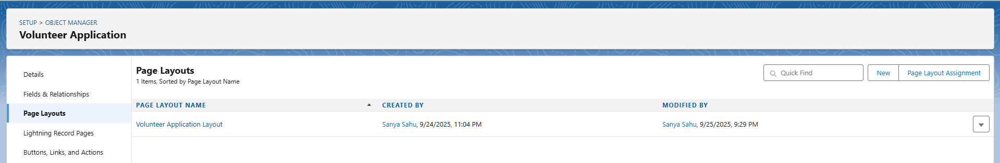 SETUP > OBJECT MANAGER
Volunteer Application
Details
Fields & Relationships
Page Layouts
Lightning Record Pages
Buttons, Links, and Actions
Page Layouts
1 Items, Sorted by Page Layout Name
Quick Find
New
Page Layout Assignment
PAGE LAYOUT NAME CREATED BY MODIFIED BY
Volunteer Application Layout Sanya Sahu, 9/24/2025, 11:04 PM Sanya Sahu, 9/25/2025, 9:29 PM